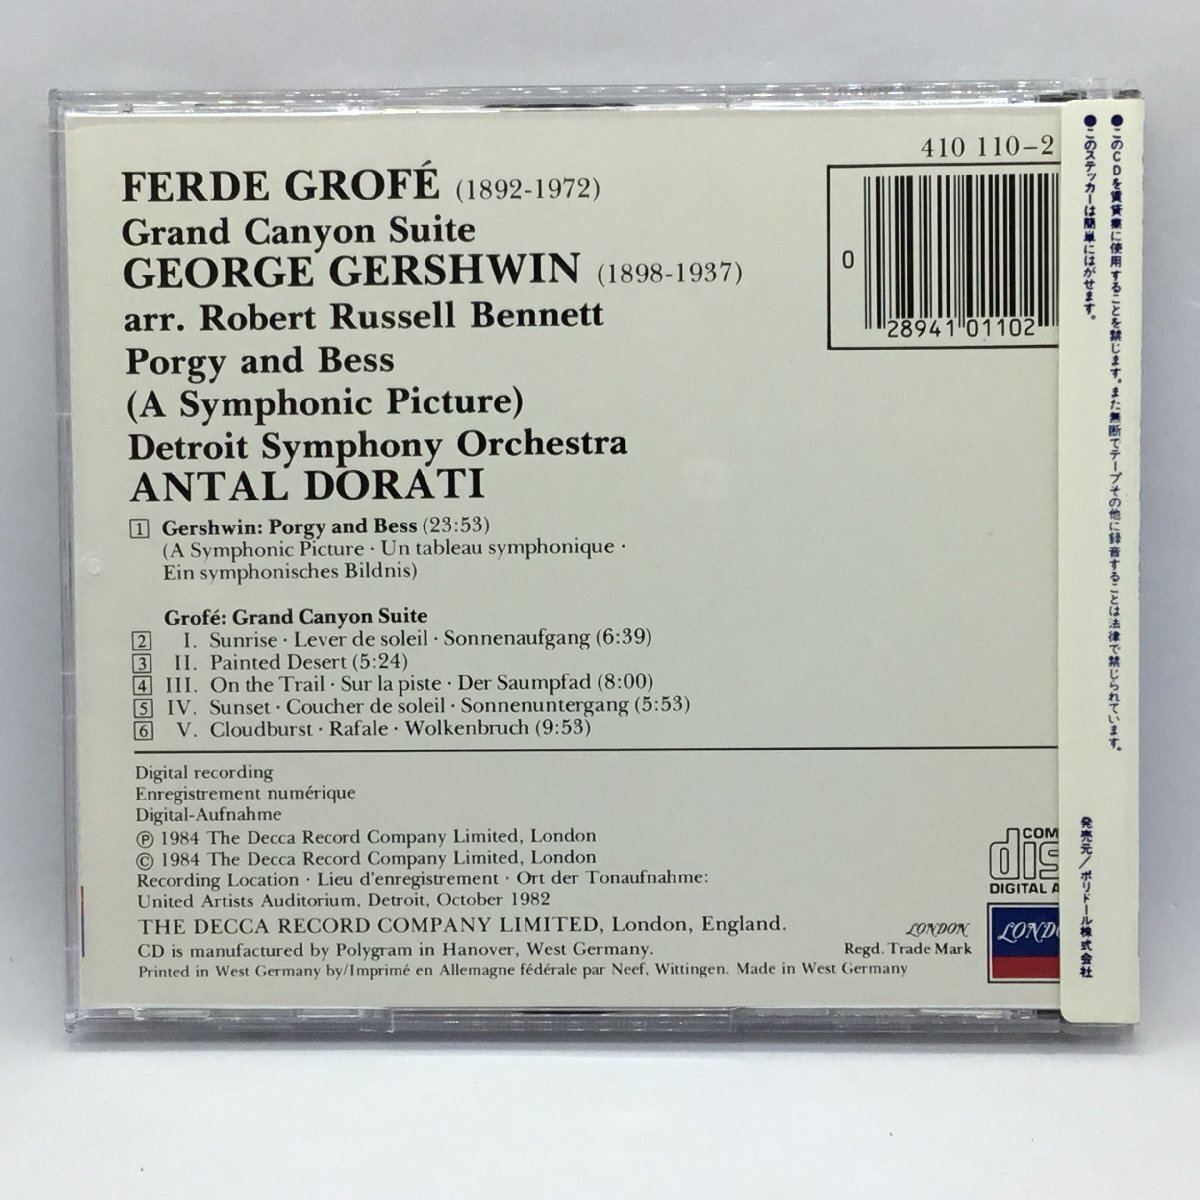 410 110-2
FERDE GROFÉ (1892-1972)
Grand Canyon Suite
GEORGE GERSHWIN (1898-1937)
arr. Robert Russell Bennett
Porgy and Bess
(A Symphonic Picture)
Detroit Symphony Orchestra
ANTAL DORATI
0
28941 01102
1 Gershwin: Porgy and Bess (23:53)
(A Symphonic Picture · Un tableau symphonique ·
Ein symphonisches Bildnis)
Grofé: Grand Canyon Suite
2 I. Sunrise · Lever de soleil · Sonnenaufgang (6:39)
3 II. Painted Desert (5:24)
4 III. On the Trail · Sur la piste · Der Saumpfad (8:00)
5 IV. Sunset · Coucher de soleil · Sonnenuntergang (5:53)
6 V. Cloudburst · Rafale · Wolkenbruch (9:53)
Digital recording
Enregistrement numérique
Digital-Aufnahme
℗ 1984 The Decca Record Company Limited, London
© 1984 The Decca Record Company Limited, London
Recording Location · Lieu d'enregistrement · Ort der Tonaufnahme:
United Artists Auditorium, Detroit, October 1982
THE DECCA RECORD COMPANY LIMITED, London, England.
CD is manufactured by Polygram in Hanover, West Germany.
Printed in West Germany by/Imprimé en Allemagne fédérale par Neef, Wittingen. Made in West Germany
LONDON
Regd. Trade Mark
COM
dis
DIGITAL A
LONDO
●このCDを賃貸業に使用することを禁じます。また無断でテープその他に録音することは法律で禁じられています。
●このステッカーは簡単にはがせます。
発売元/ポリドール株式会社